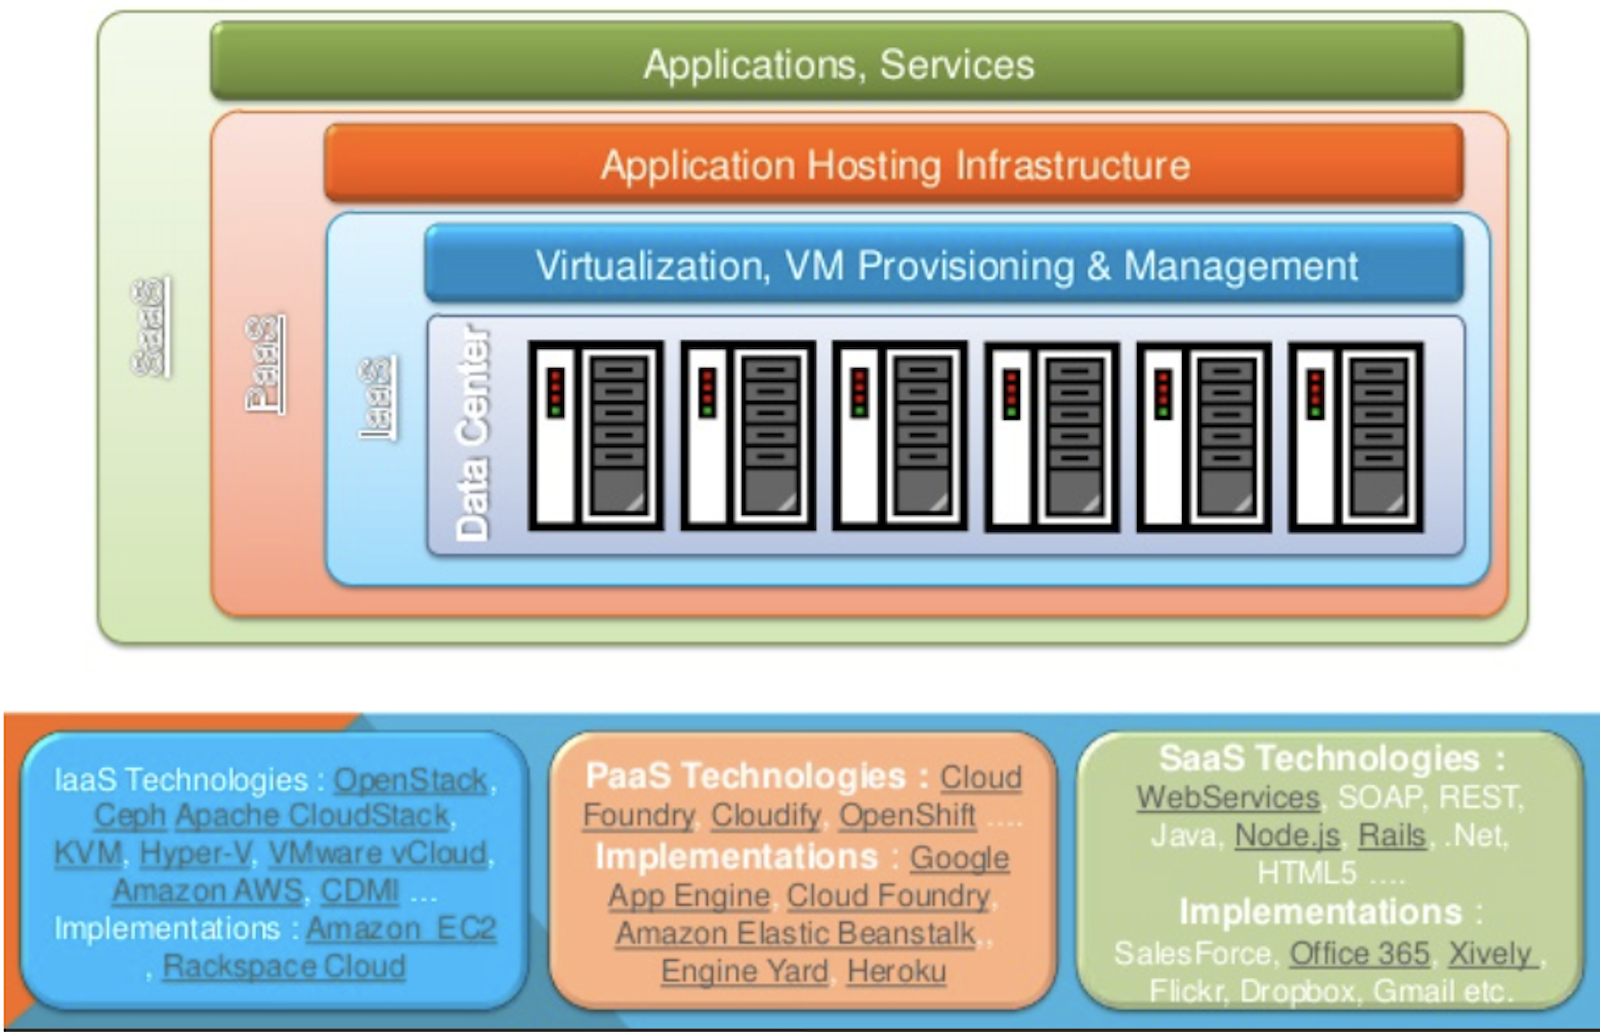 Applications, Services
Application Hosting Infrastructure
Virtualization, VM Provisioning & Management
SaaS
PaaS
IaaS
Data Center
IaaS Technologies : OpenStack,
Ceph Apache CloudStack,
KVM, Hyper-V, VMware vCloud,
Amazon AWS, CDMI ...
Implementations : Amazon EC2
, Rackspace Cloud
PaaS Technologies : Cloud
Foundry, Cloudify, OpenShift ....
Implementations : Google
App Engine, Cloud Foundry,
Amazon Elastic Beanstalk,,
Engine Yard, Heroku
SaaS Technologies :
WebServices, SOAP, REST,
Java, Node.js, Rails, .Net,
HTML5 ....
Implementations :
SalesForce, Office 365, Xively ,
Flickr, Dropbox, Gmail etc.